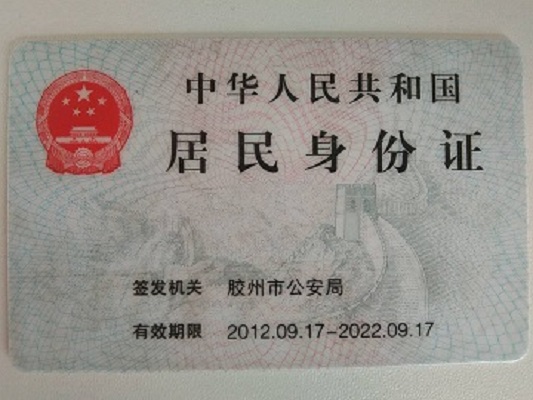 中华人民共和国
居民身份证
签发机关 胶州市公安局
有效期限 2012.09.17-2022.09.17